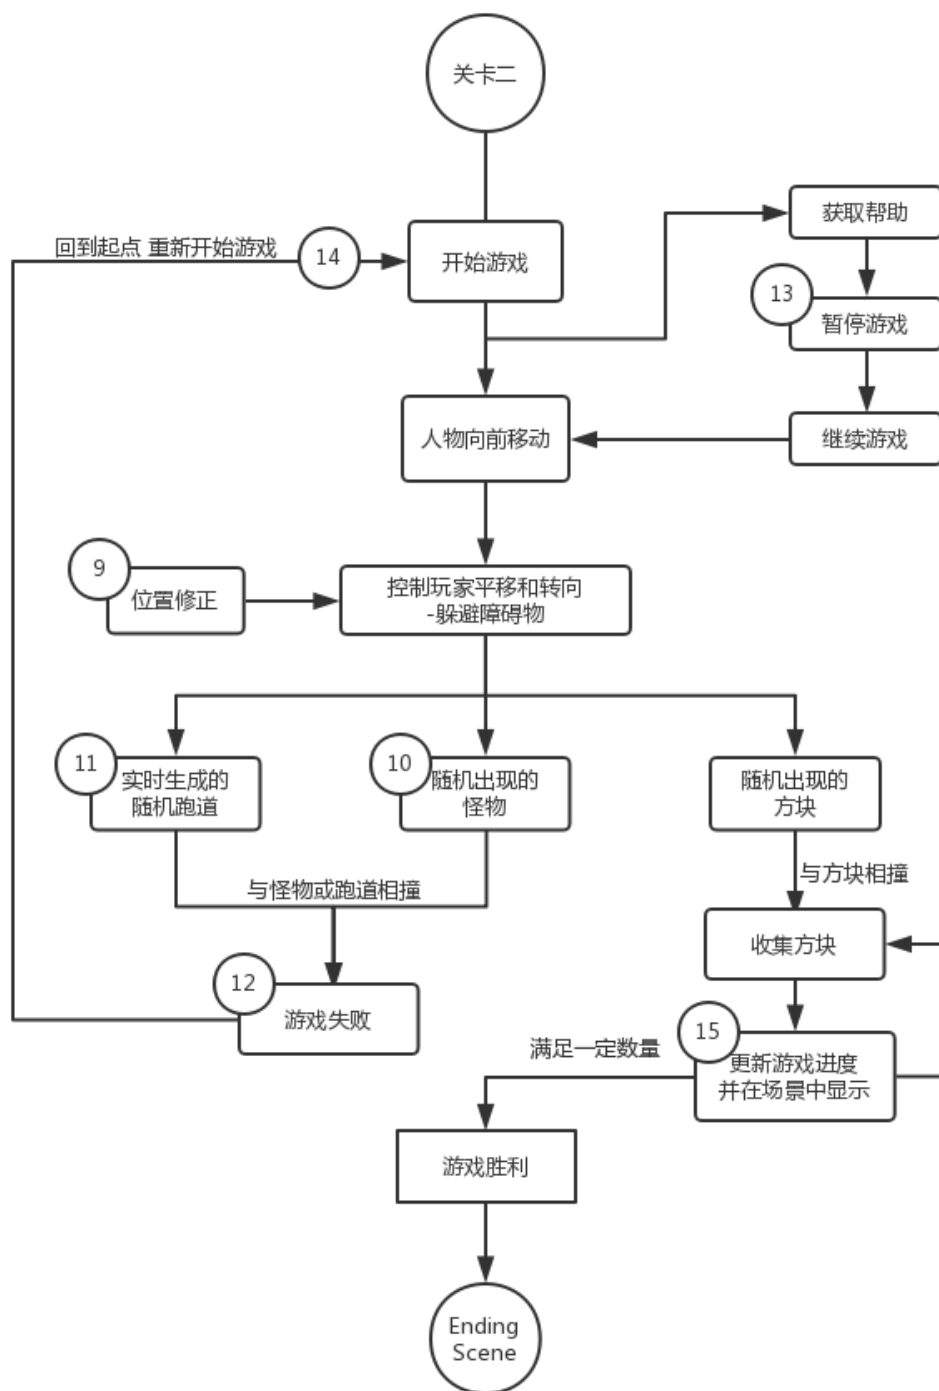 关卡二
获取帮助
回到起点 重新开始游戏
14
开始游戏
13
暂停游戏
人物向前移动
继续游戏
9
位置修正
控制玩家平移和转向
-躲避障碍物
11
实时生成的
随机跑道
10
随机出现的
怪物
随机出现的
方块
与怪物或跑道相撞
与方块相撞
收集方块
12
游戏失败
15
满足一定数量
更新游戏进度
并在场景中显示
游戏胜利
Ending
Scene